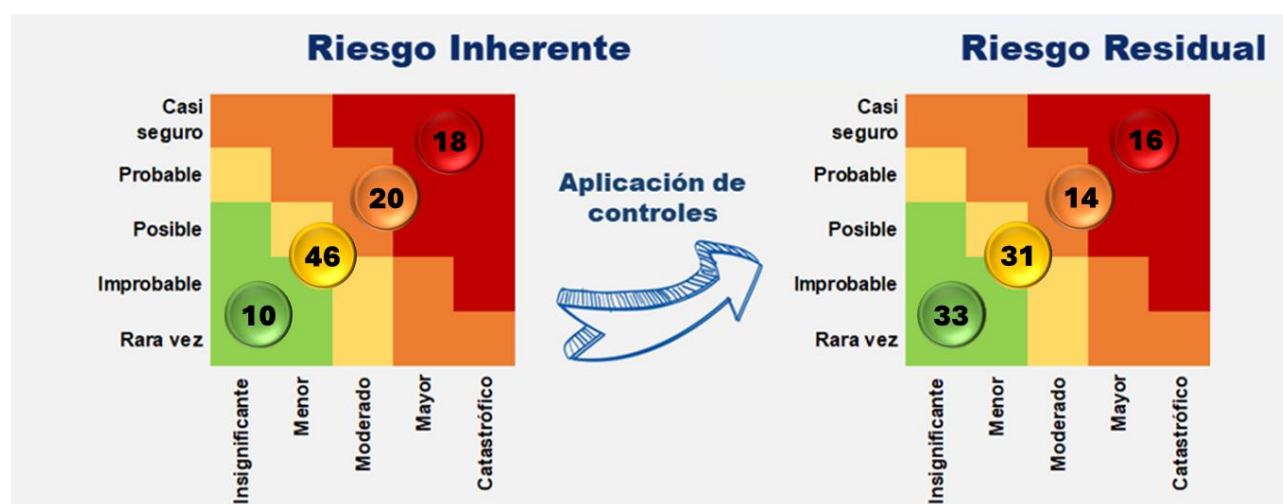 Riesgo Inherente
Casi
seguro
Probable
Posible
Improbable
Rara vez
18
20
46
10
Insignificante
Menor
Moderado
Mayor
Catastrófico
Aplicación de
controles
Riesgo Residual
Casi
seguro
Probable
Posible
Improbable
Rara vez
16
14
31
33
Insignificante
Menor
Moderado
Mayor
Catastrófico